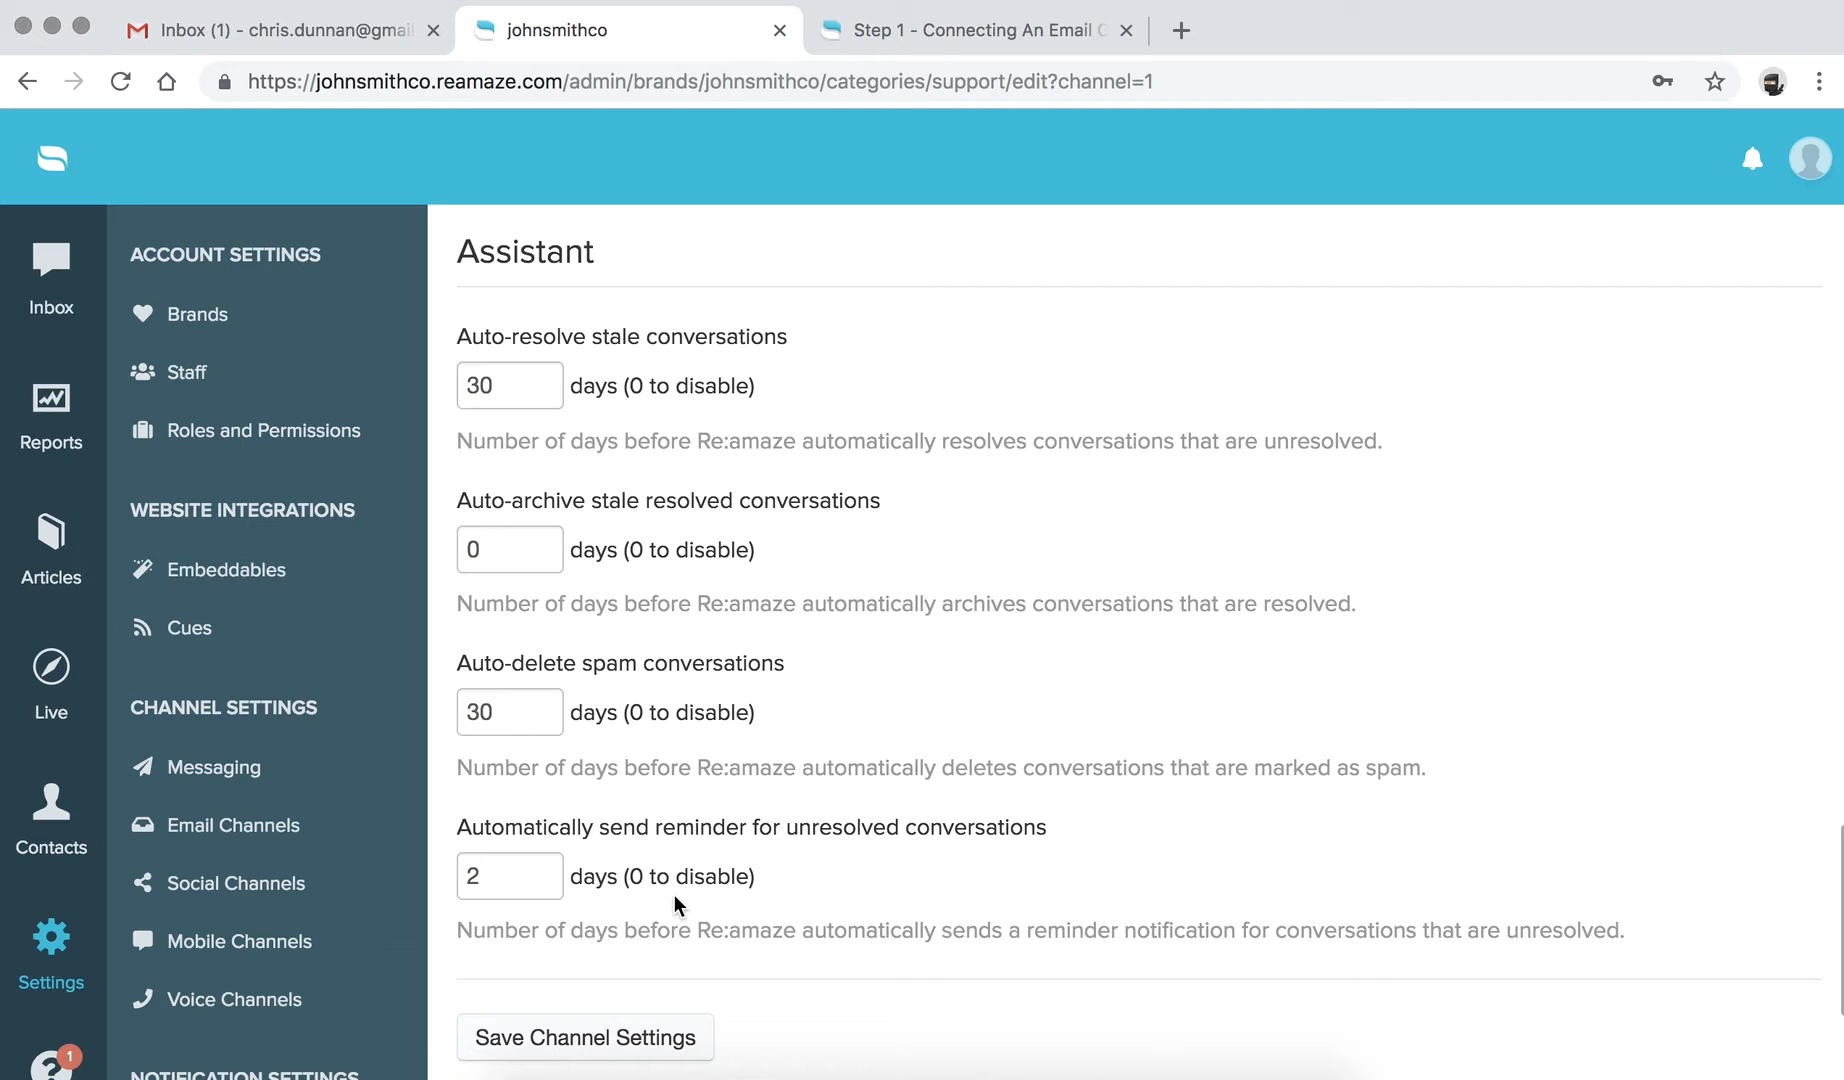 Inbox (1) - chris.dunnan@gmail
johnsmithco
Step 1 - Connecting An Email C
https://johnsmithco.reamaze.com/admin/brands/johnsmithco/categories/support/edit?channel=1
Inbox
Reports
Articles
Live
Contacts
Settings
1
ACCOUNT SETTINGS
Brands
Staff
Roles and Permissions
WEBSITE INTEGRATIONS
Embeddables
Cues
CHANNEL SETTINGS
Messaging
Email Channels
Social Channels
Mobile Channels
Voice Channels
NOTIFICATION SETTINGS
Assistant
Auto-resolve stale conversations
30 days (0 to disable)
Number of days before Re:amaze automatically resolves conversations that are unresolved.
Auto-archive stale resolved conversations
0 days (0 to disable)
Number of days before Re:amaze automatically archives conversations that are resolved.
Auto-delete spam conversations
30 days (0 to disable)
Number of days before Re:amaze automatically deletes conversations that are marked as spam.
Automatically send reminder for unresolved conversations
2 days (0 to disable)
Number of days before Re:amaze automatically sends a reminder notification for conversations that are unresolved.
Save Channel Settings